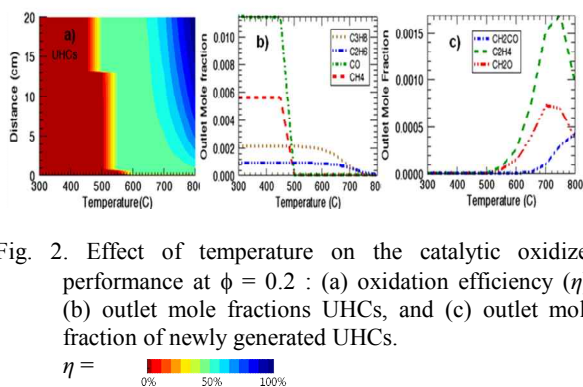 a)
UHCs
Distance (cm)
20
15
10
5
0
300 400 500 600 700 800
Temperature(C)
b)
Outlet Mole fraction
0.010
0.008
0.006
0.004
0.002
0.000
300 400 500 600 700 80
Temperature (C)
C3H8
C2H6
CO
CH4
c)
Outlet Mole Fraction
0.0015
0.0010
0.0005
0.0000
300 400 500 600 700 800
Temperature (C)
CH2CO
C2H4
CH2O
Fig. 2. Effect of temperature on the catalytic oxidize
performance at ϕ = 0.2 : (a) oxidation efficiency (η
(b) outlet mole fractions UHCs, and (c) outlet mol
fraction of newly generated UHCs.
η =
0% 50% 100%